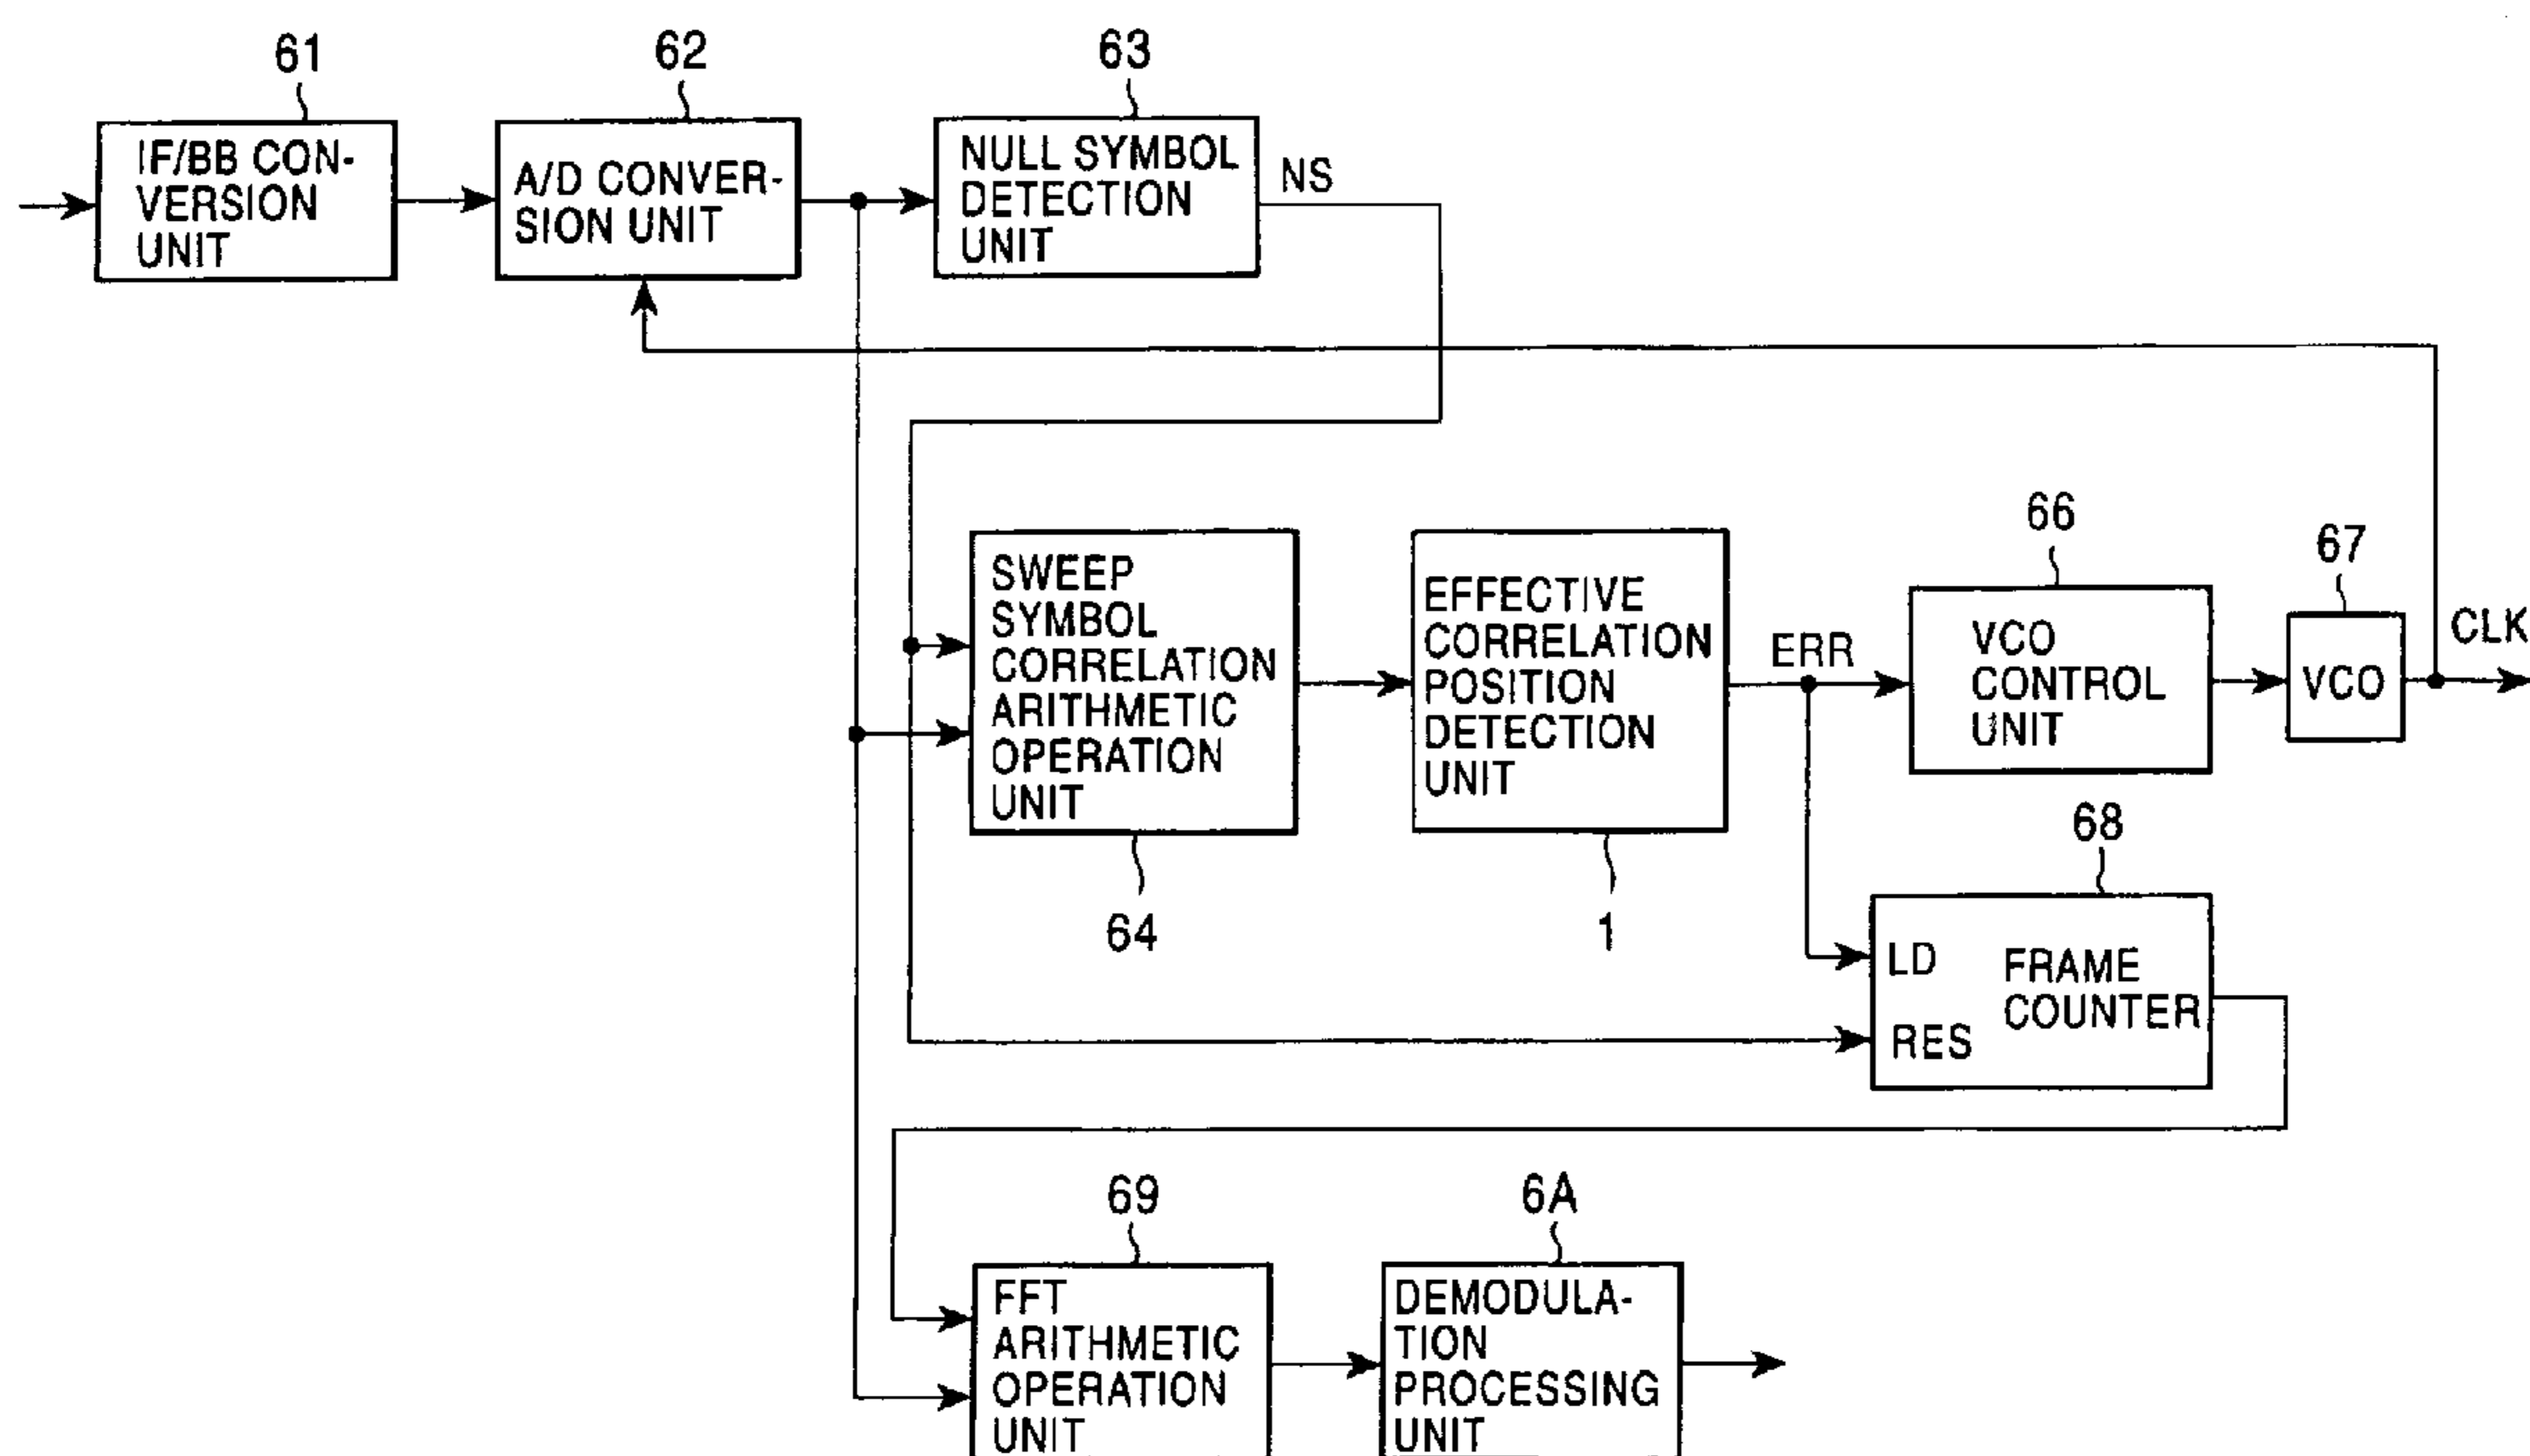 61
62
63
IF/BB CON-
VERSION
UNIT
A/D CONVER-
SION UNIT
NULL SYMBOL
DETECTION
UNIT
NS
66
67
SWEEP
SYMBOL
CORRELATION
ARITHMETIC
OPERATION
UNIT
EFFECTIVE
CORRELATION
POSITION
DETECTION
UNIT
ERR
VCO
CONTROL
UNIT
VCO
CLK
64
1
68
LD
RES
FRAME
COUNTER
69
6A
FFT
ARITHMETIC
OPERATION
UNIT
DEMODULA-
TION
PROCESSING
UNIT